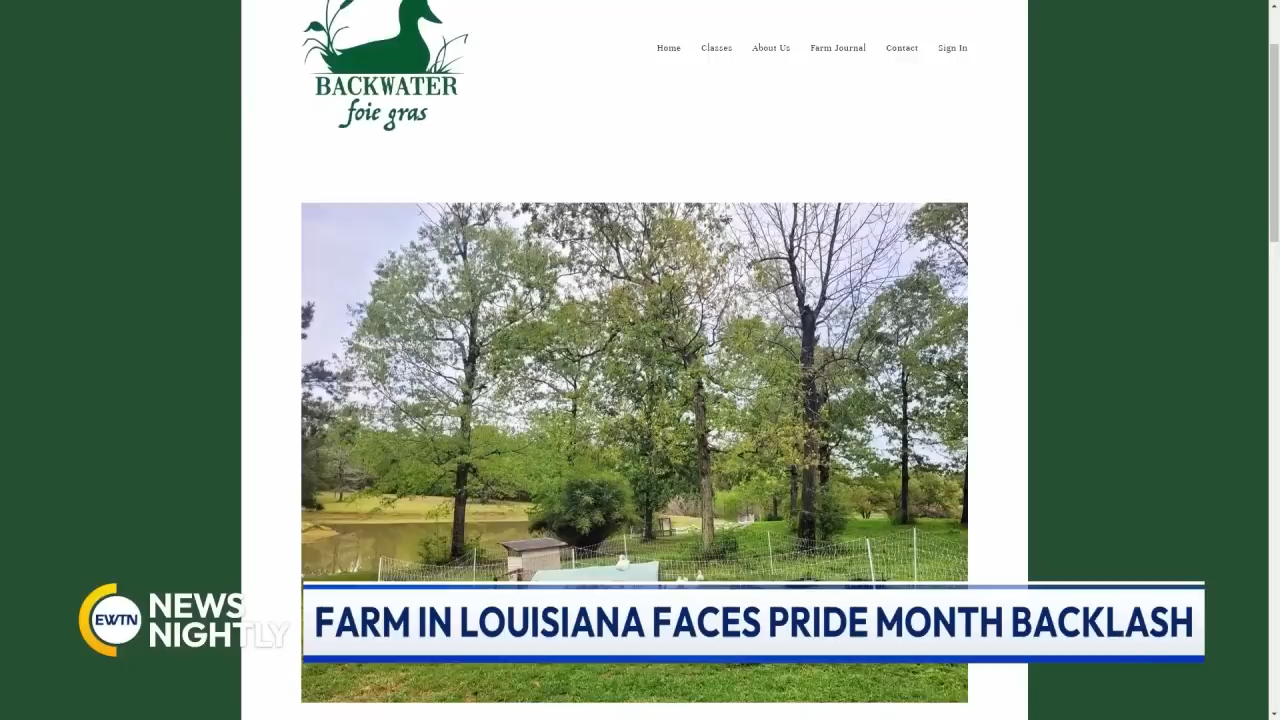 BACKWATER
foie gras
Home Classes About Us Farm Journal Contact Sign In
EWTN NEWS
NIGHTLY
FARM IN LOUISIANA FACES PRIDE MONTH BACKLASH